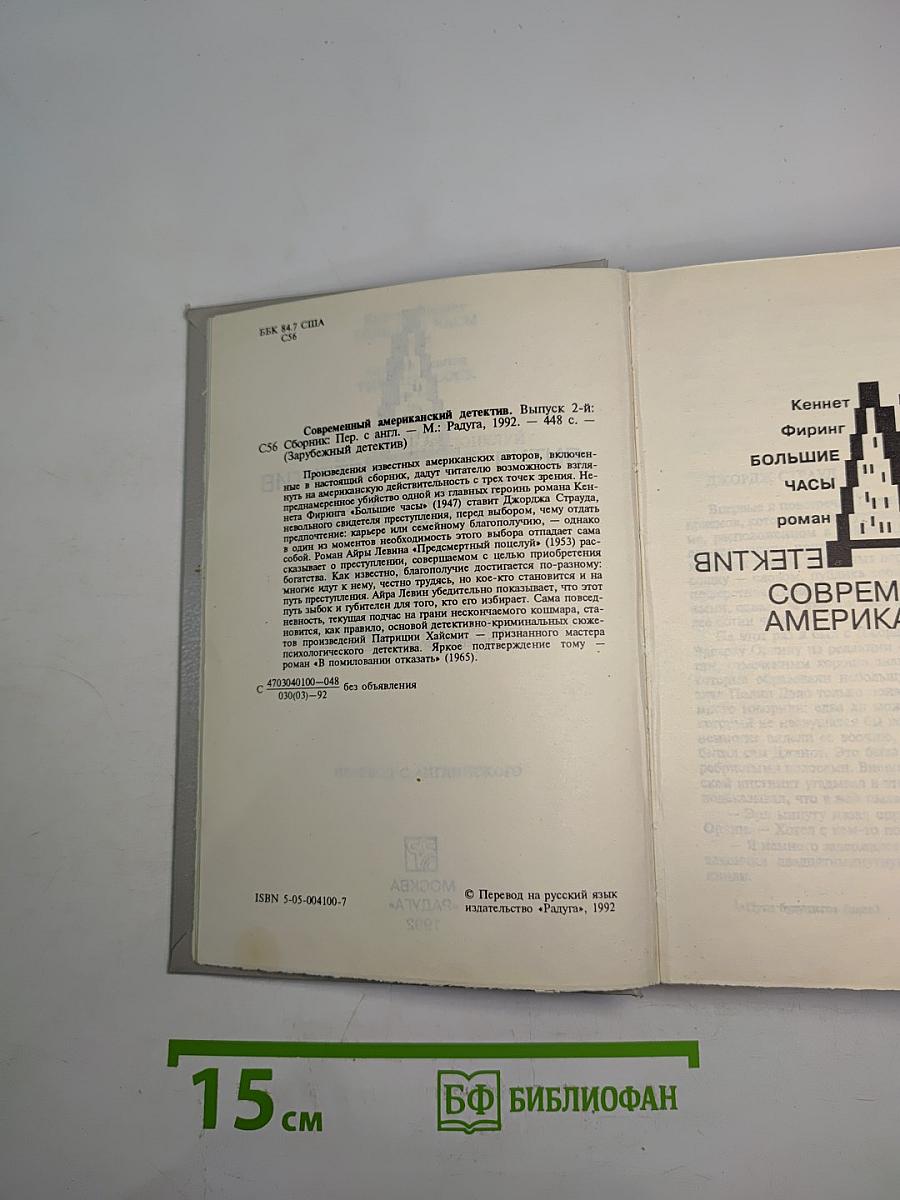 ББК 84.7 США
С56
Современный американский детектив. Выпуск 2-й:
С56 Сборник: Пер. с англ. — М.: Радуга, 1992. — 448 с. —
(Зарубежный детектив)
Произведения известных американских авторов, включен-
ные в настоящий сборник, дадут читателю возможность взгля-
нуть на американскую действительность с трех точек зрения. Не-
преднамеренное убийство одной из главных героинь романа Кен-
нета Фиринга «Большие часы» (1947) ставит Джорджа Страуда,
невольного свидетеля преступления, перед выбором, чему отдать
предпочтение: карьере или семейному благополучию, — однако
в один из моментов необходимость этого выбора отпадает сама
собой. Роман Айры Левина «Предсмертный поцелуй» (1953) рас-
сказывает о преступлении, совершаемом с целью приобретения
богатства. Как известно, благополучие достигается по-разному:
многие идут к нему, честно трудясь, но кое-кто становится и на
путь преступления. Айра Левин убедительно показывает, что этот
путь зыбок и губителен для того, кто его избирает. Сама повсед-
невность, текущая подчас на грани нескончаемого кошмара, ста-
новится, как правило, основой детективно-криминальных сюже-
тов произведений Патриции Хайсмит — признанного мастера
психологического детектива. Яркое подтверждение тому —
роман «В помиловании отказать» (1965).
С 4703040100—048
030(03)—92 без объявления
ISBN 5-05-004100-7
© Перевод на русский язык
издательство «Радуга», 1992
Кеннет
Фиринг
БОЛЬШИЕ
ЧАСЫ
роман
ЕТЕКТИВ
СОВРЕМ
АМЕРИКА
15 см
БФ БИБЛИОФАН